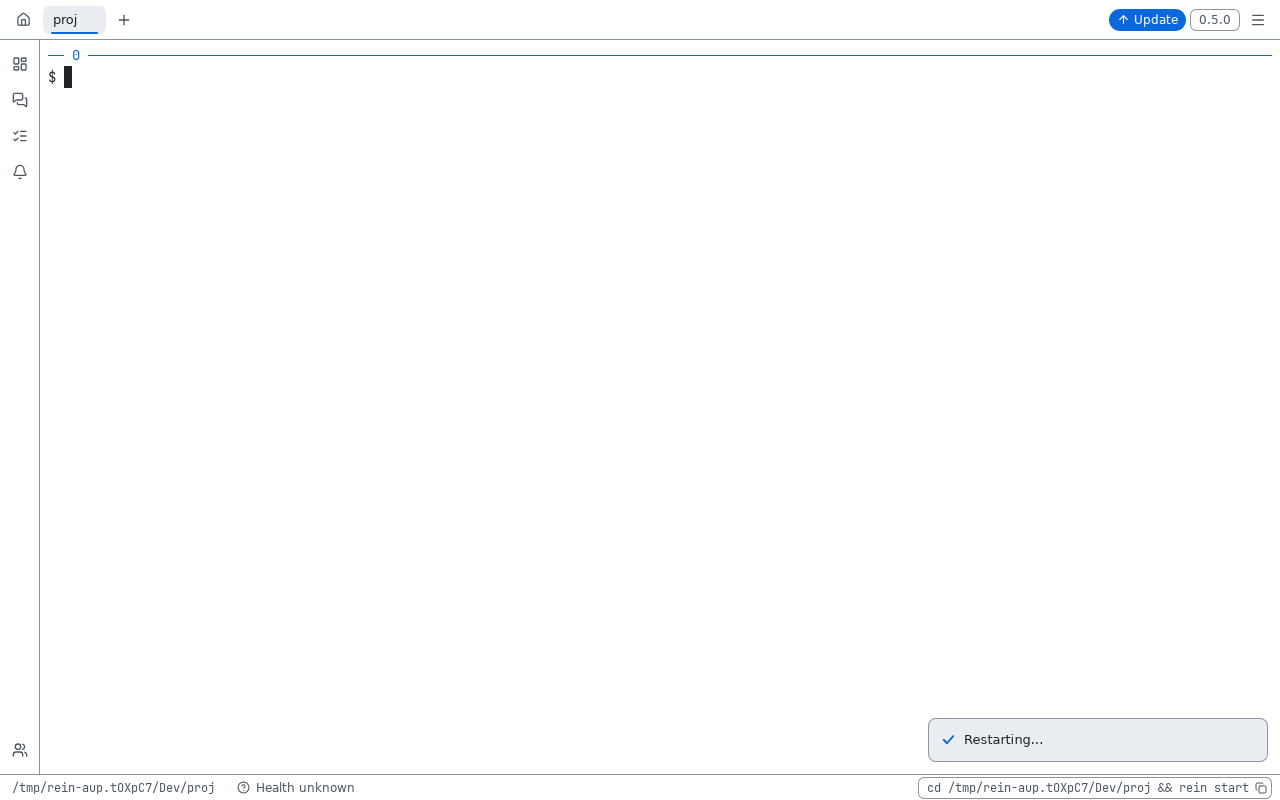 proj
Update
0.5.0
0
$
Restarting...
/tmp/rein-aup.tOXpC7/Dev/proj
Health unknown
cd /tmp/rein-aup.tOXpC7/Dev/proj && rein start